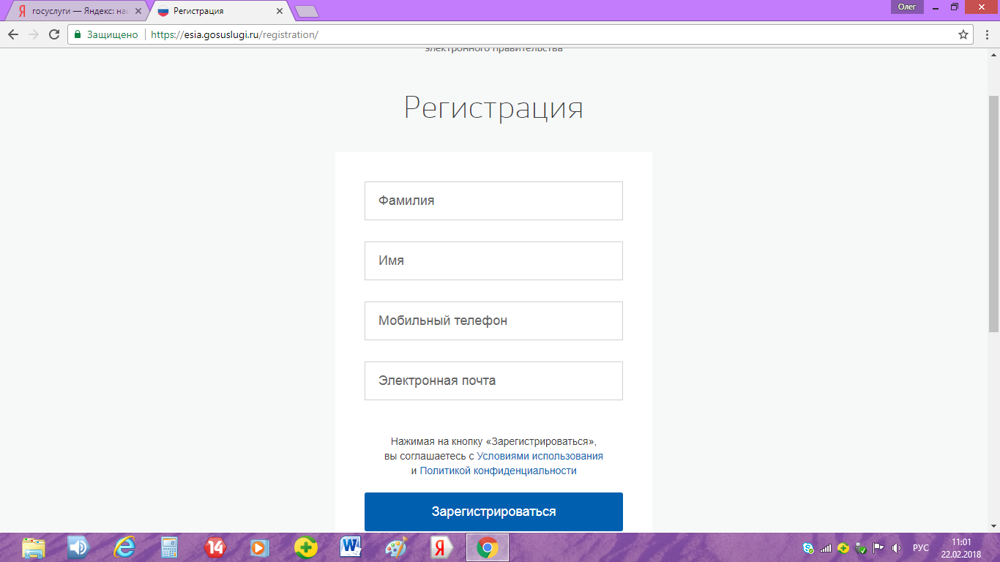 госуслуги — Яндекс: на
Регистрация
Олег
Защищено
https://esia.gosuslugi.ru/registration/
электронного правительства
Регистрация
Фамилия
Имя
Мобильный телефон
Электронная почта
Нажимая на кнопку «Зарегистрироваться»,
вы соглашаетесь с Условиями использования
и Политикой конфиденциальности
Зарегистрироваться
14
РУС
11:01
22.02.2018